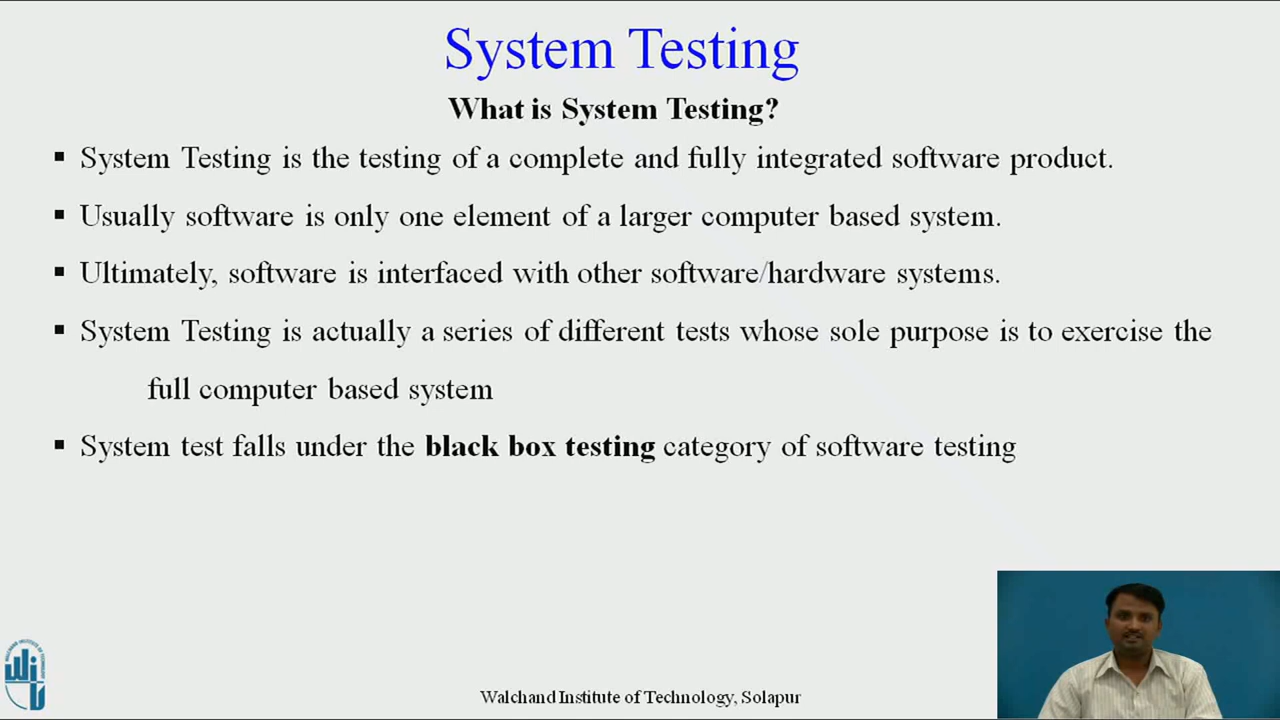 System Testing
What is System Testing?
▪ System Testing is the testing of a complete and fully integrated software product.
▪ Usually software is only one element of a larger computer based system.
▪ Ultimately, software is interfaced with other software/hardware systems.
▪ System Testing is actually a series of different tests whose sole purpose is to exercise the
full computer based system
▪ System test falls under the black box testing category of software testing
Walchand Institute of Technology, Solapur